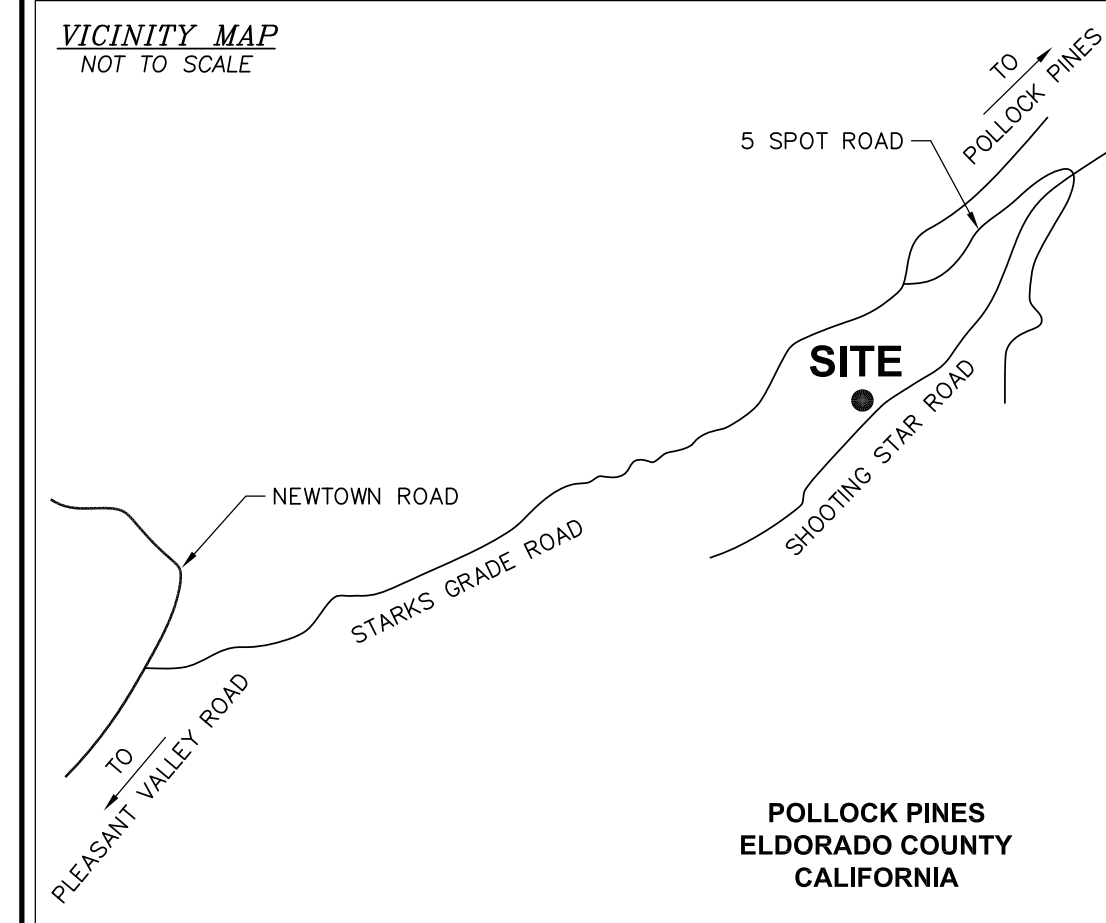 VICINITY MAP
NOT TO SCALE
TO
POLLOCK PINES
5 SPOT ROAD
SITE
SHOOTING STAR ROAD
NEWTOWN ROAD
STARKS GRADE ROAD
TO
PLEASANT VALLEY ROAD
POLLOCK PINES
ELDORADO COUNTY
CALIFORNIA